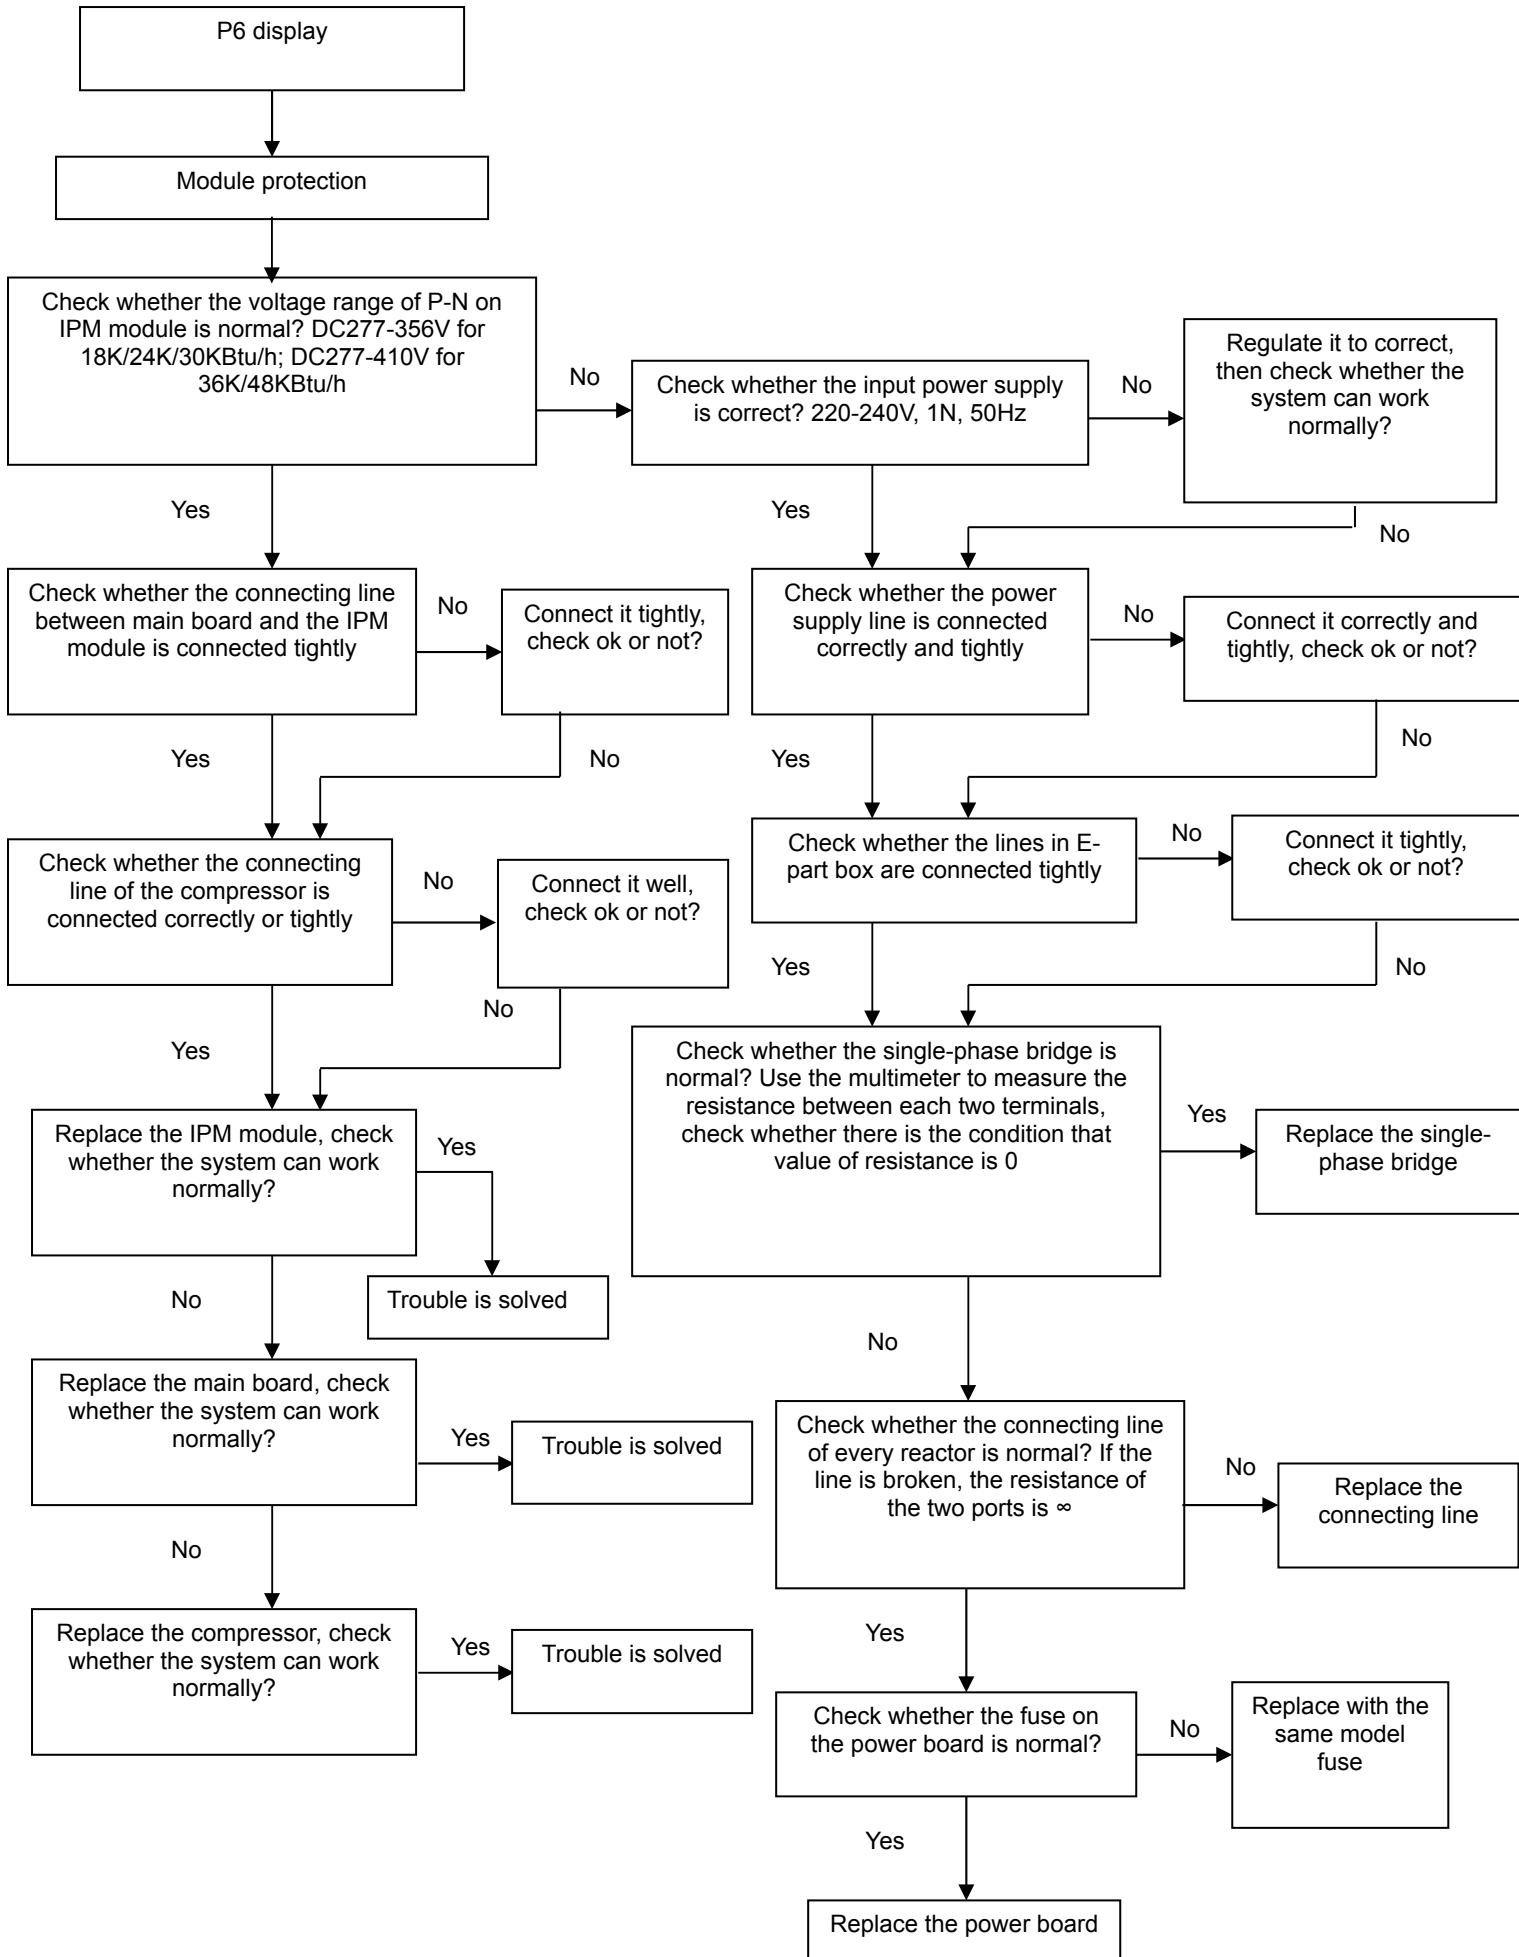 P6 display
Module protection
Check whether the voltage range of P-N on
IPM module is normal? DC277-356V for
18K/24K/30KBtu/h; DC277-410V for
36K/48KBtu/h
No
Check whether the input power supply
is correct? 220-240V, 1N, 50Hz
No
Regulate it to correct,
then check whether the
system can work
normally?
Yes
Yes
No
Check whether the connecting line
between main board and the IPM
module is connected tightly
No
Connect it tightly,
check ok or not?
Check whether the power
supply line is connected
correctly and tightly
No
Connect it correctly and
tightly, check ok or not?
Yes
No
Yes
No
Check whether the connecting
line of the compressor is
connected correctly or tightly
No
Connect it well,
check ok or not?
Check whether the lines in E-
part box are connected tightly
No
Connect it tightly,
check ok or not?
Yes
No
Yes
No
Replace the IPM module, check
whether the system can work
normally?
Yes
Trouble is solved
Check whether the single-phase bridge is
normal? Use the multimeter to measure the
resistance between each two terminals,
check whether there is the condition that
value of resistance is 0
Yes
Replace the single-
phase bridge
No
No
Replace the main board, check
whether the system can work
normally?
Yes
Trouble is solved
Check whether the connecting line
of every reactor is normal? If the
line is broken, the resistance of
the two ports is ∞
No
Replace the
connecting line
No
Yes
Replace the compressor, check
whether the system can work
normally?
Yes
Trouble is solved
Check whether the fuse on
the power board is normal?
No
Replace with the
same model
fuse
Yes
Replace the power board